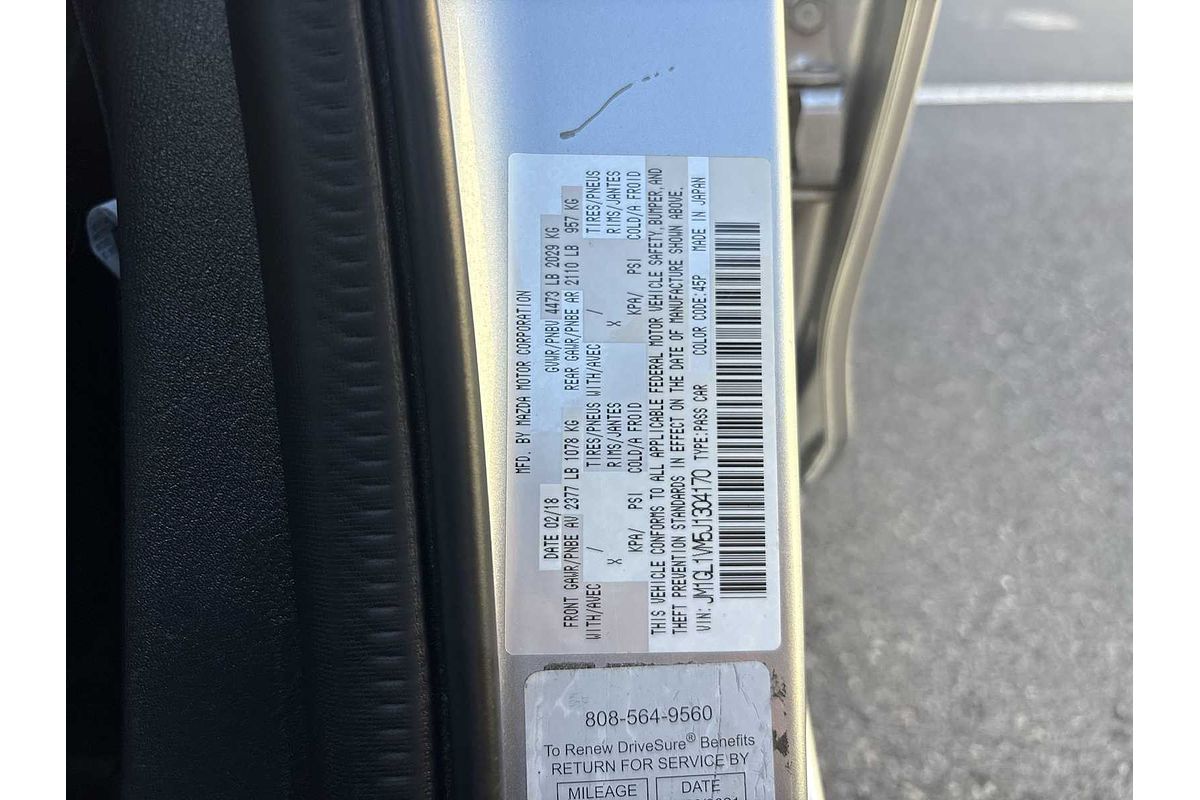 MFD. BY MAZDA MOTOR CORPORATION
DATE 02/18 GVWR/PNBV 4473 LB 2029 KG
FRONT GAWR/PNBE AV 2377 LB 1078 KG REAR GAWR/PNBE AR 2110 LB 957 KG
WITH/AVEC / TIRES/PNEUS WITH/AVEC / TIRES/PNEUS
X RIMS/JANTES X RIMS/JANTES
KPA/ PSI COLD/A FROID KPA/ PSI COLD/A FROID
THIS VEHICLE CONFORMS TO ALL APPLICABLE FEDERAL MOTOR VEHICLE SAFETY, BUMPER, AND
THEFT PREVENTION STANDARDS IN EFFECT ON THE DATE OF MANUFACTURE SHOWN ABOVE.
VIN: JM1GL1VM5J1304170 TYPE:PASS CAR COLOR CODE:45P MADE IN JAPAN
808-564-9560
To Renew DriveSure® Benefits
RETURN FOR SERVICE BY
MILEAGE DATE